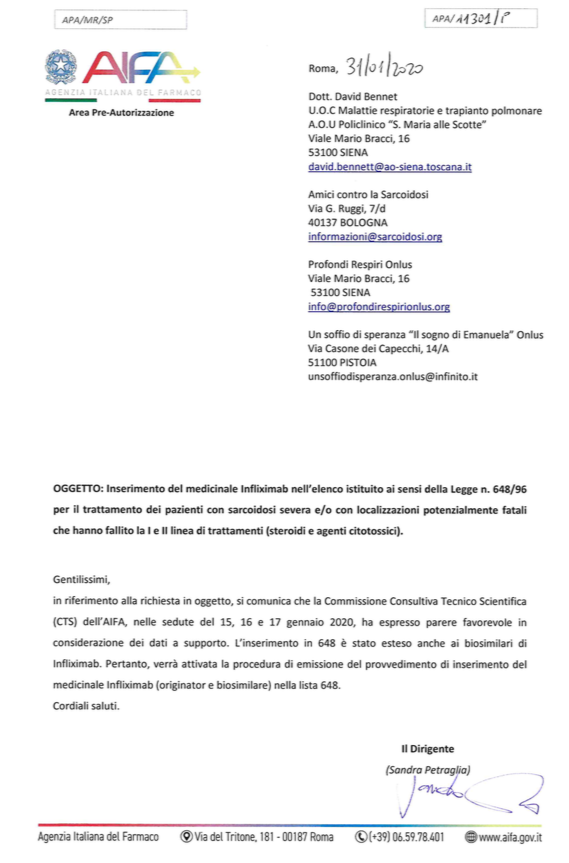 APA/MR/SP
APA/A1301/P
AIFA
AGENZIA ITALIANA DEL FARMACO
Area Pre-Autorizzazione
Roma, 31/01/2020
Dott. David Bennet
U.O.C Malattie respiratorie e trapianto polmonare
A.O.U Policlinico "S. Maria alle Scotte"
Viale Mario Bracci, 16
53100 SIENA
david.bennett@ao-siena.toscana.it
Amici contro la Sarcoidosi
Via G. Ruggi, 7/d
40137 BOLOGNA
informazioni@sarcoidosi.org
Profondi Respiri Onlus
Viale Mario Bracci, 16
53100 SIENA
info@profondirespirionlus.org
Un soffio di speranza "Il sogno di Emanuela" Onlus
Via Casone dei Capecchi, 14/A
51100 PISTOIA
unsoffiodisperanza.onlus@infinito.it
OGGETTO: Inserimento del medicinale Infliximab nell'elenco istituito ai sensi della Legge n. 648/96
per il trattamento dei pazienti con sarcoidosi severa e/o con localizzazioni potenzialmente fatali
che hanno fallito la I e II linea di trattamenti (steroidi e agenti citotossici).
Gentilissimi,
in riferimento alla richiesta in oggetto, si comunica che la Commissione Consultiva Tecnico Scientifica
(CTS) dell'AIFA, nelle sedute del 15, 16 e 17 gennaio 2020, ha espresso parere favorevole in
considerazione dei dati a supporto. L'inserimento in 648 è stato esteso anche ai biosimilari di
Infliximab. Pertanto, verrà attivata la procedura di emissione del provvedimento di inserimento del
medicinale Infliximab (originator e biosimilare) nella lista 648.
Cordiali saluti.
Il Dirigente
(Sandra Petraglia)
Agenzia Italiana del Farmaco Via del Tritone, 181 - 00187 Roma (+39) 06.59.78.401 www.aifa.gov.it